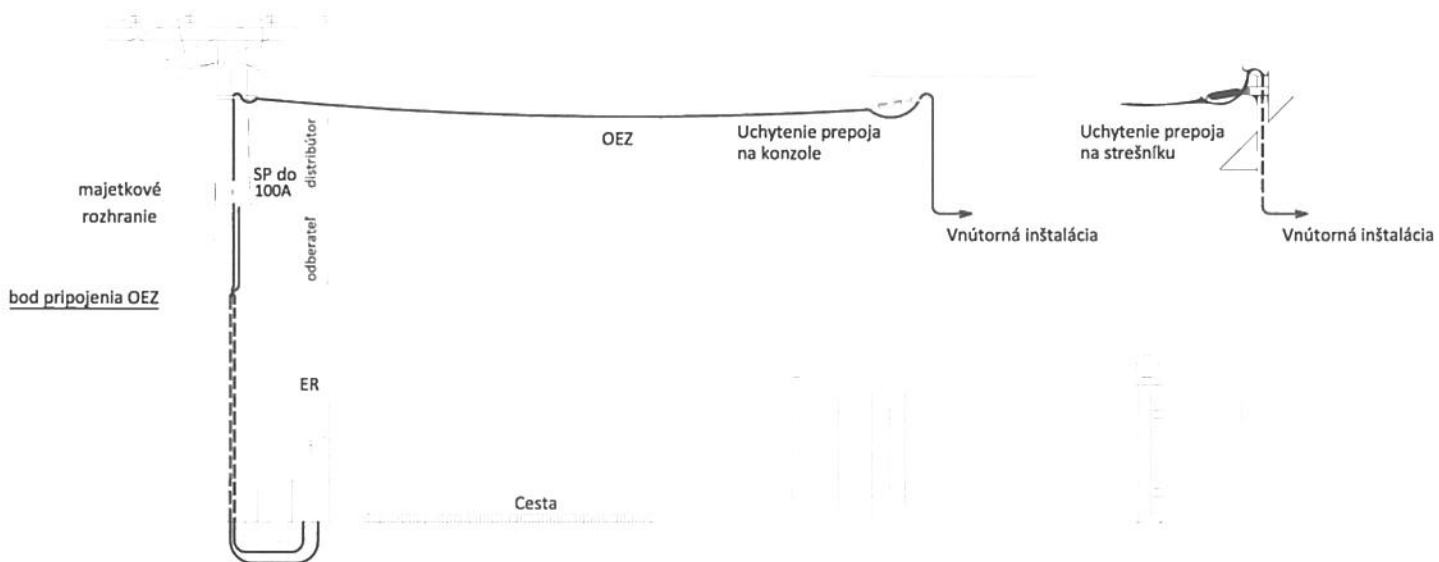 OEZ
Uchytenie prepoja
na konzole
Uchytenie prepoja
na strešníku
distribútor
SP do
100A
majetkové
rozhranie
odberateľ
Vnútorná inštalácia
Vnútorná inštalácia
bod pripojenia OEZ
ER
Cesta